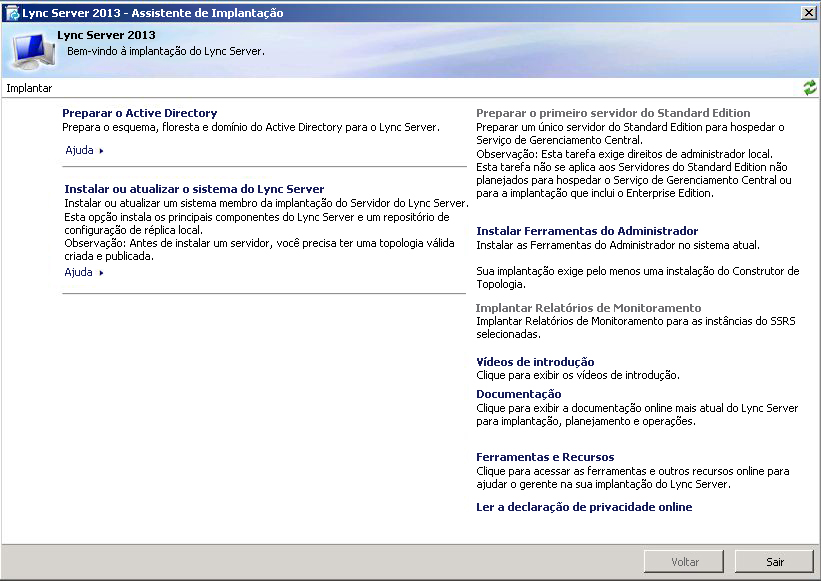 Lync Server 2013 - Assistente de Implantação
Lync Server 2013
Bem-vindo à implantação do Lync Server.
Implantar
Preparar o Active Directory
Prepara o esquema, floresta e domínio do Active Directory para o Lync Server.
Ajuda
Instalar ou atualizar o sistema do Lync Server
Instalar ou atualizar um sistema membro da implantação do Servidor do Lync Server.
Esta opção instala os principais componentes do Lync Server e um repositório de
configuração de réplica local.
Observação: Antes de instalar um servidor, você precisa ter uma topologia válida
criada e publicada.
Ajuda
Preparar o primeiro servidor do Standard Edition
Preparar um único servidor do Standard Edition para hospedar o
Serviço de Gerenciamento Central.
Observação: Esta tarefa exige direitos de administrador local.
Esta tarefa não se aplica aos Servidores do Standard Edition não
planejados para hospedar o Serviço de Gerenciamento Central ou
para a implantação que inclui o Enterprise Edition.
Instalar Ferramentas do Administrador
Instalar as Ferramentas do Administrador no sistema atual.
Sua implantação exige pelo menos uma instalação do Construtor de
Topologia.
Implantar Relatórios de Monitoramento
Implantar Relatórios de Monitoramento para as instâncias do SSRS
selecionadas.
Vídeos de introdução
Clique para exibir os vídeos de introdução.
Documentação
Clique para exibir a documentação online mais atual do Lync Server
para implantação, planejamento e operações.
Ferramentas e Recursos
Clique para acessar as ferramentas e outros recursos online para
ajudar o gerente na sua implantação do Lync Server.
Ler a declaração de privacidade online
Voltar
Sair